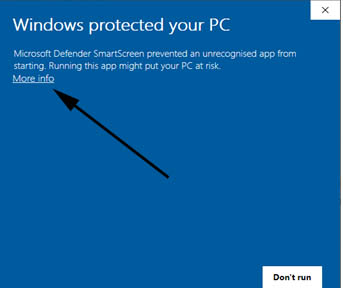 Windows protected your PC
Microsoft Defender SmartScreen prevented an unrecognised app from
starting. Running this app might put your PC at risk.
More info
Don't run